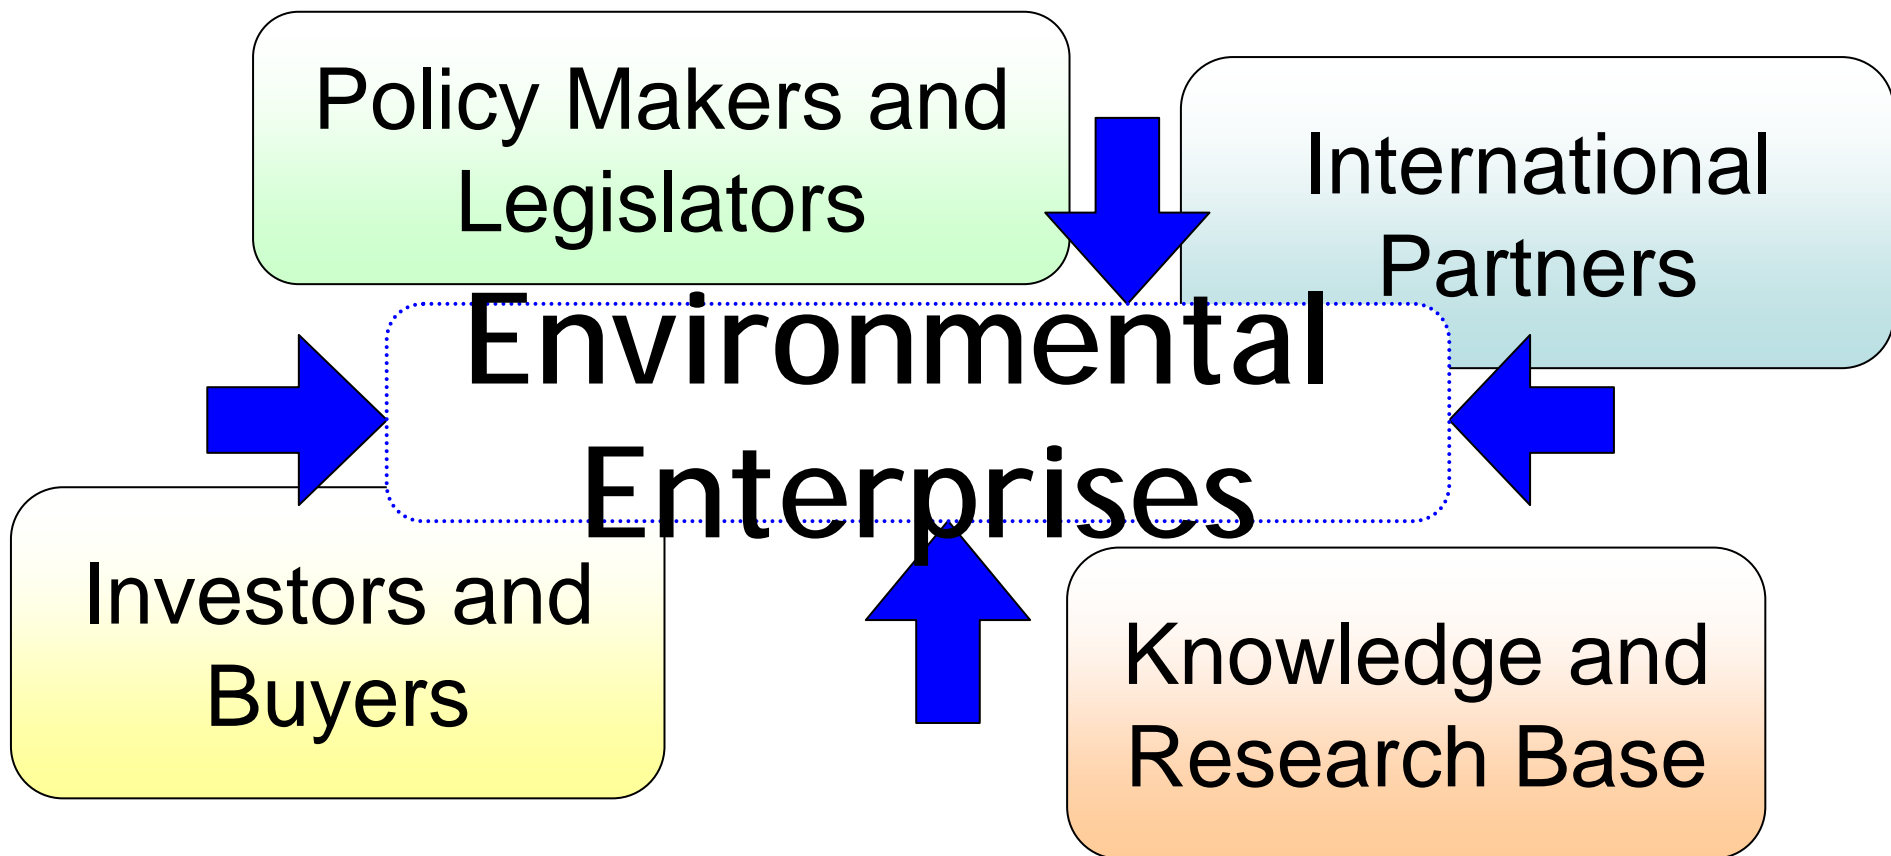 Policy Makers and
Legislators
International
Partners
Environmental
Enterprises
Investors and
Buyers
Knowledge and
Research Base